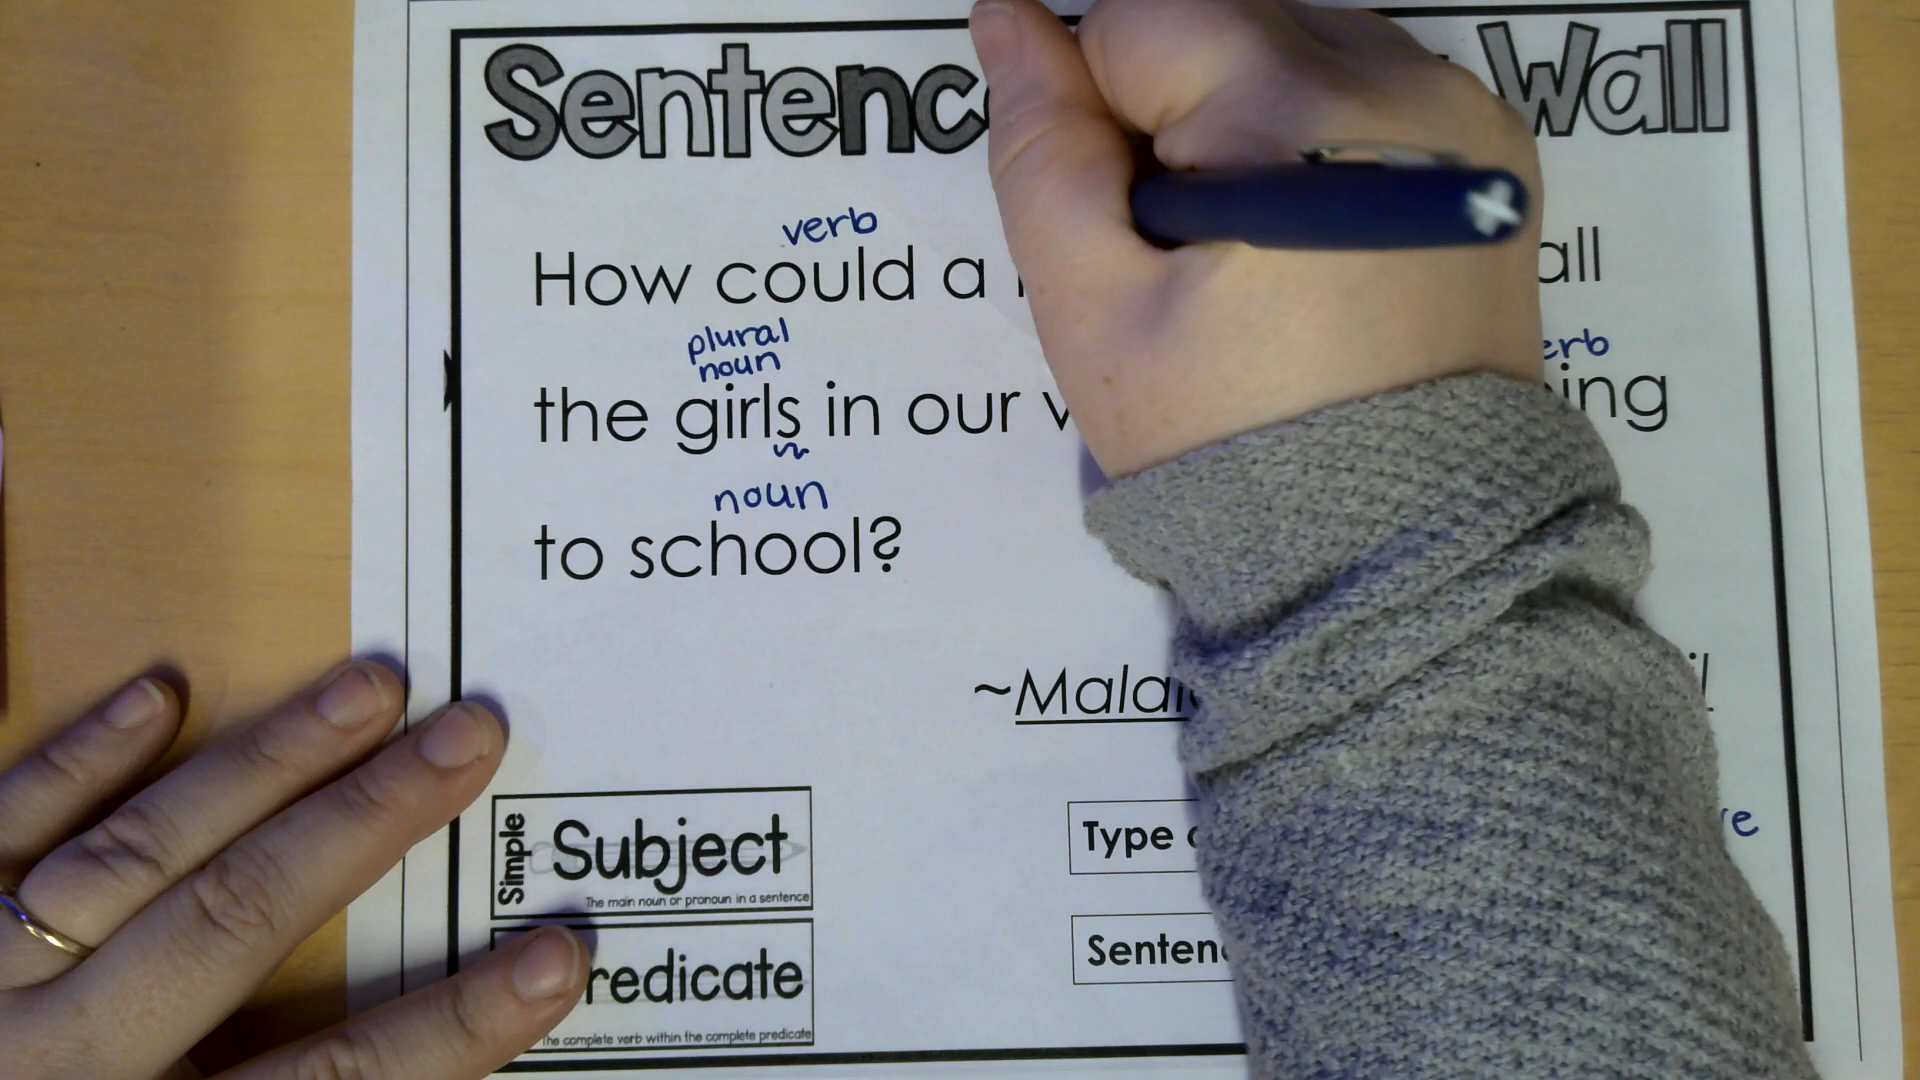 Sentenc Wall
verb
How could a all
plural
noun
erb
the girls in our ing
noun
to school?
~Mala
Simple
Subject
The main noun or pronoun in a sentence
Type
re
redicate
The complete verb within the complete predicate
Senten